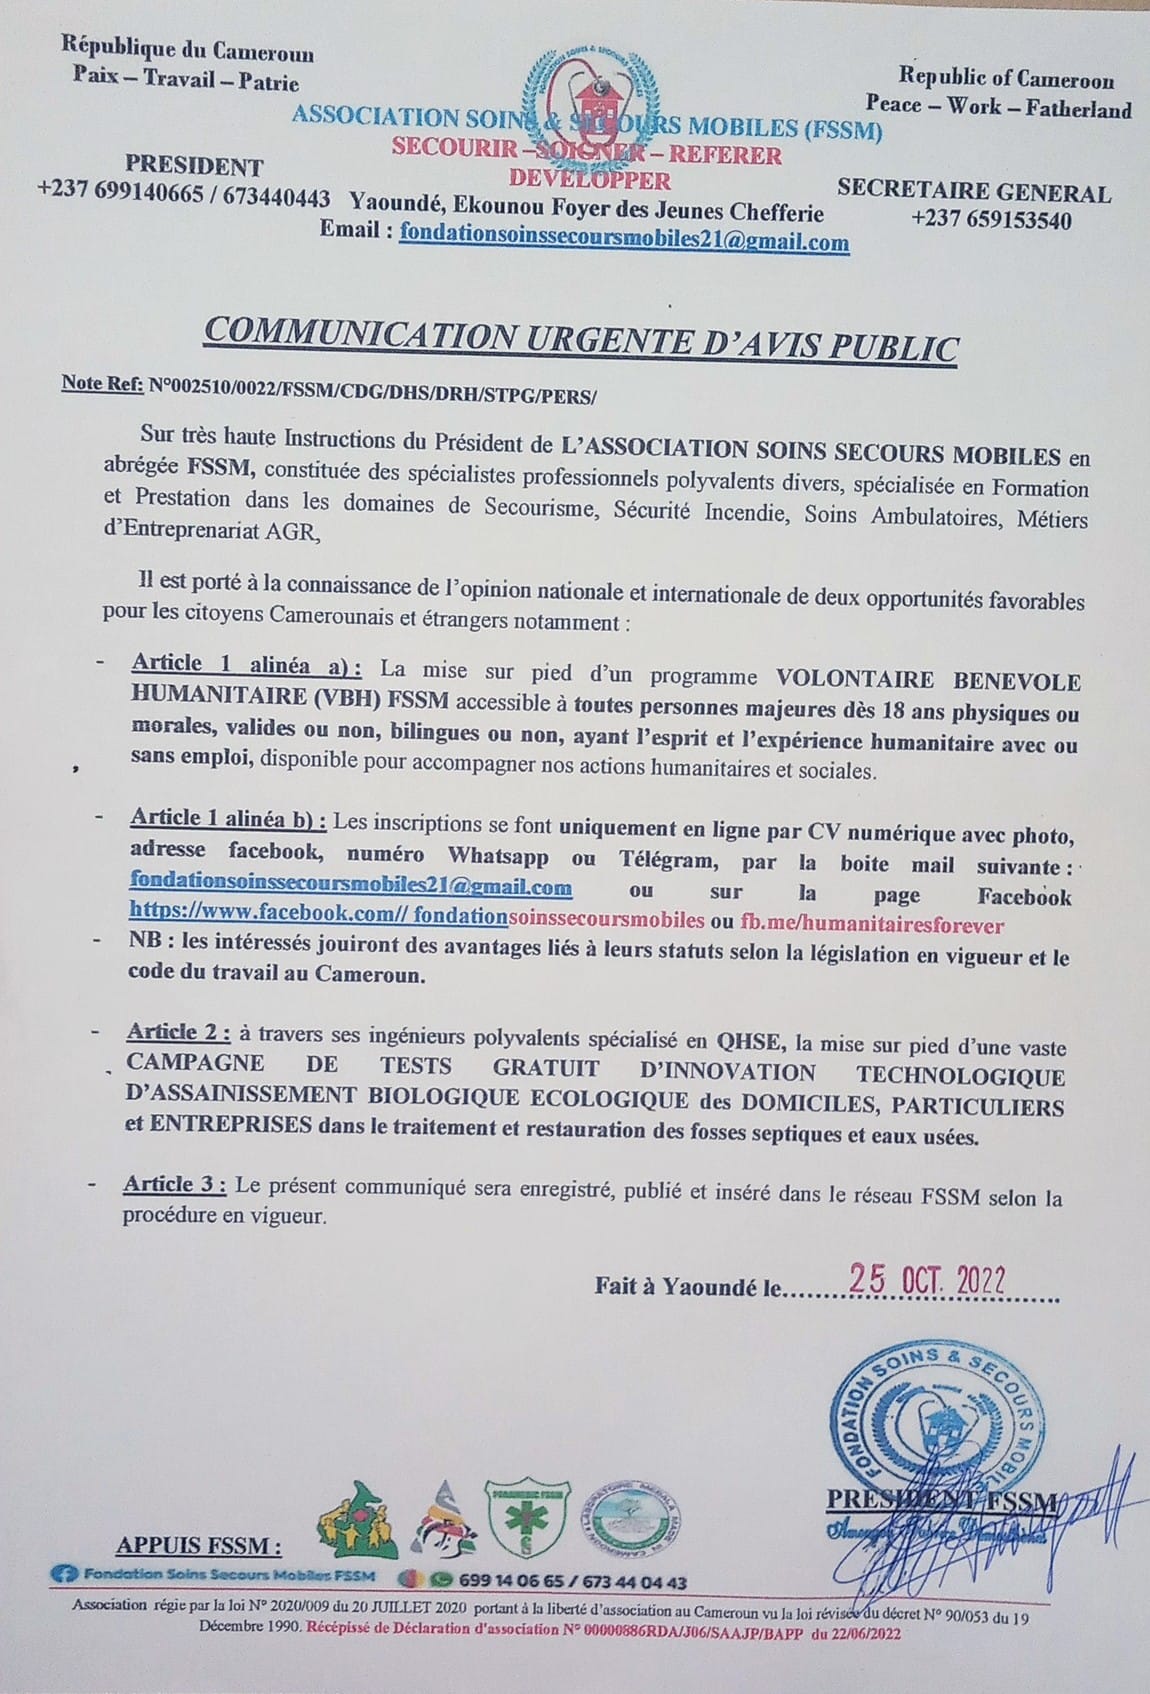 République du Cameroun
Paix – Travail – Patrie
Republic of Cameroon
Peace – Work – Fatherland
ASSOCIATION SOINS & SECOURS MOBILES (FSSM)
SECOURIR – SOIGNER – REFERER
DEVELOPPER
PRESIDENT
+237 699140665 / 673440443
SECRETAIRE GENERAL
+237 659153540
Yaoundé, Ekounou Foyer des Jeunes Chefferie
Email : fondationsoinssecoursmobiles21@gmail.com
COMMUNICATION URGENTE D'AVIS PUBLIC
Note Ref: N°002510/0022/FSSM/CDG/DHS/DRH/STPG/PERS/
Sur très haute Instructions du Président de L'ASSOCIATION SOINS SECOURS MOBILES en
abrégée FSSM, constituée des spécialistes professionnels polyvalents divers, spécialisée en Formation
et Prestation dans les domaines de Secourisme, Sécurité Incendie, Soins Ambulatoires, Métiers
d'Entreprenariat AGR,
Il est porté à la connaissance de l'opinion nationale et internationale de deux opportunités favorables
pour les citoyens Camerounais et étrangers notamment :
- Article 1 alinéa a) : La mise sur pied d'un programme VOLONTAIRE BENEVOLE
HUMANITAIRE (VBH) FSSM accessible à toutes personnes majeures dès 18 ans physiques ou
morales, valides ou non, bilingues ou non, ayant l'esprit et l'expérience humanitaire avec ou
sans emploi, disponible pour accompagner nos actions humanitaires et sociales.
- Article 1 alinéa b) : Les inscriptions se font uniquement en ligne par CV numérique avec photo,
adresse facebook, numéro Whatsapp ou Télégram, par la boite mail suivante :
fondationsoinssecoursmobiles21@gmail.com ou sur la page Facebook
https://www.facebook.com// fondationsoinssecoursmobiles ou fb.me/humanitairesforever
- NB : les intéressés jouiront des avantages liés à leurs statuts selon la législation en vigueur et le
code du travail au Cameroun.
- Article 2 : à travers ses ingénieurs polyvalents spécialisé en QHSE, la mise sur pied d'une vaste
CAMPAGNE DE TESTS GRATUIT D'INNOVATION TECHNOLOGIQUE
D'ASSAINISSEMENT BIOLOGIQUE ECOLOGIQUE des DOMICILES, PARTICULIERS
et ENTREPRISES dans le traitement et restauration des fosses septiques et eaux usées.
- Article 3 : Le présent communiqué sera enregistré, publié et inséré dans le réseau FSSM selon la
procédure en vigueur.
Fait à Yaoundé le........25 OCT. 2022........
FONDATION SOINS & SECOURS MOBIL
PRESIDENT FSSM
APPUIS FSSM :
PARAMEDIC FSSM
Fondation Soins Secours Mobiles FSSM
699 14 06 65 / 673 44 04 43
Association régie par la loi N° 2020/009 du 20 JUILLET 2020 portant à la liberté d'association au Cameroun vu la loi révisée du décret N° 90/053 du 19
Décembre 1990. Récépissé de Déclaration d'association N° 00000886RDA/J06/SAAJP/BAPP du 22/06/2022